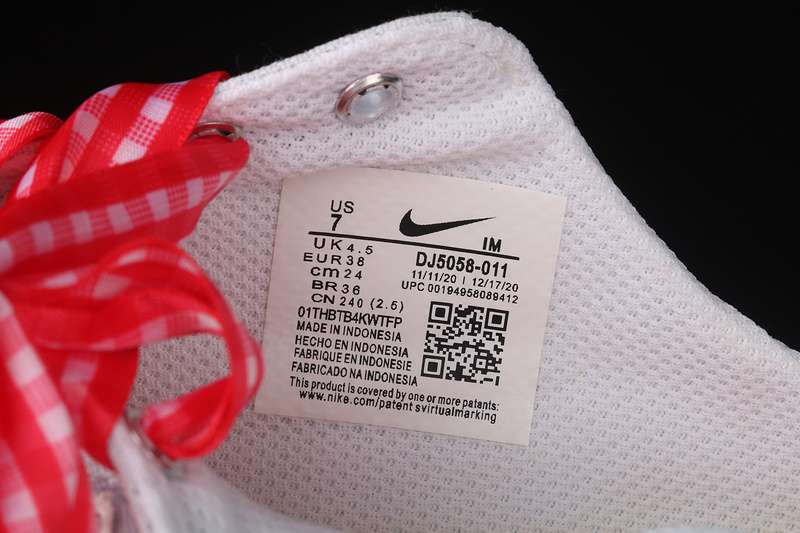 US
7
IM
UK 4.5
EUR 38
cm 24
BR 36
CN 240 (2.5)
DJ5058-011
11/11/20 | 12/17/20
UPC 00194958089412
01THBTB4KWTFP
MADE IN INDONESIA
HECHO EN INDONESIA
FABRIQUE EN INDONESIE
FABRICADO NA INDONESIA
This product is covered by one or more patents:
www.nike.com/patent svirtualmarking